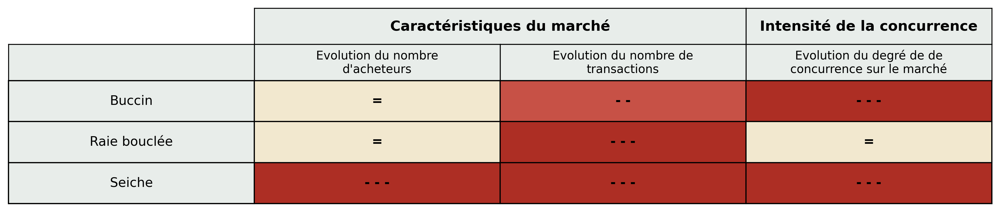 Caractéristiques du marché
Intensité de la concurrence
Evolution du nombre
d'acheteurs
Evolution du nombre de
transactions
Evolution du degré de de
concurrence sur le marché
Buccin
=
- -
- - -
Raie bouclée
=
- - -
=
Seiche
- - -
- - -
- - -